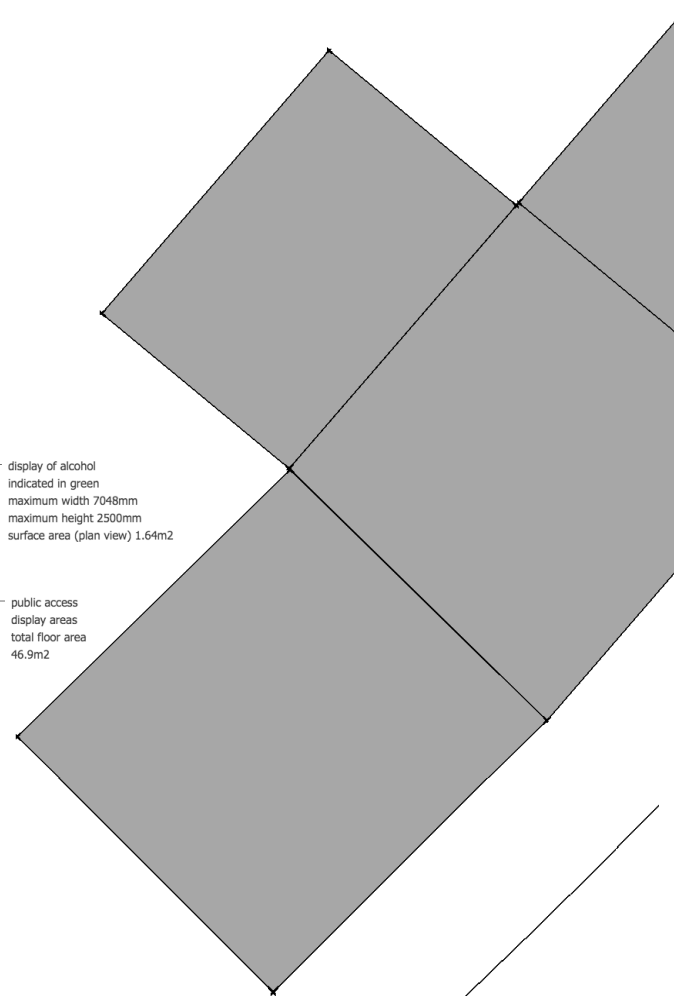 display of alcohol
indicated in green
maximum width 7048mm
maximum height 2500mm
surface area (plan view) 1.64m2
public access
display areas
total floor area
46.9m2